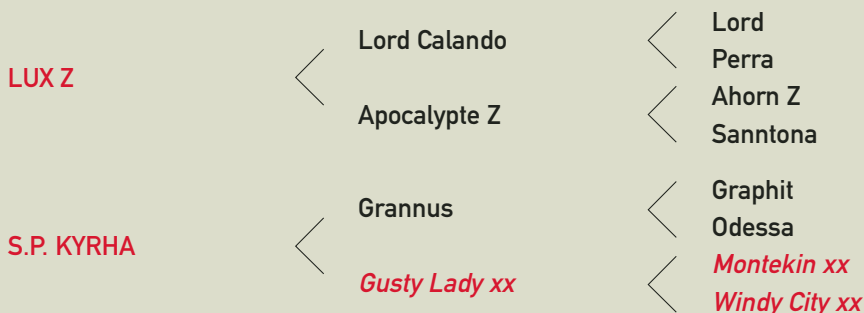 LUX Z
Lord Calando
Lord
Perra
Apocalypte Z
Ahorn Z
Sanntona
S.P. KYRHA
Grannus
Graphit
Odessa
Gusty Lady xx
Montekin xx
Windy City xx